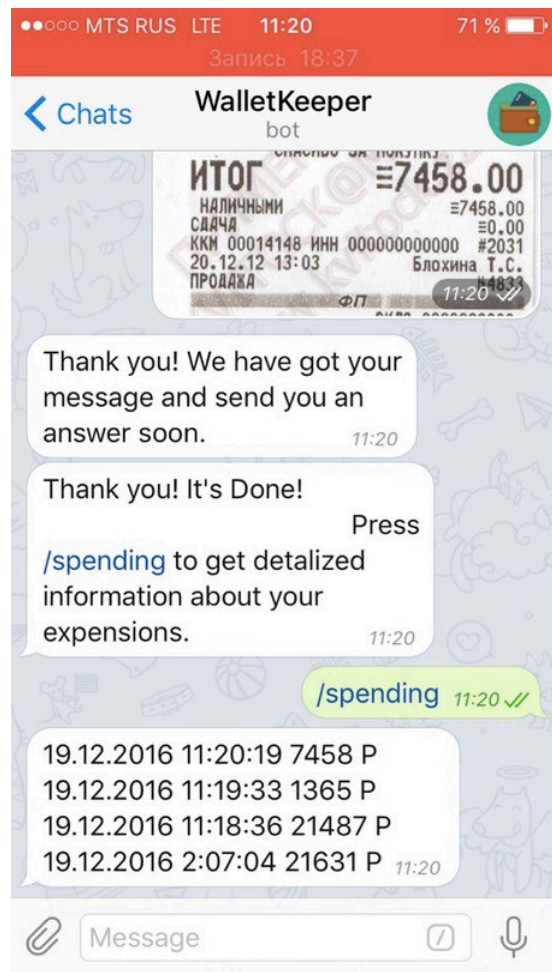 MTS RUS LTE 11:20 71 %
Запись 18:37
Chats WalletKeeper
bot
СПАСИБО ЗА ПОКУПКУ
ИТОГ ≡7458.00
НАЛИЧНЫМИ ≡7458.00
СДАЧА ≡0.00
ККМ 00014148 ИНН 000000000000 #2031
20.12.12 13:03 Блохина Т.С.
ПРОДАЖА №4833
ФП 11:20
Thank you! We have got your
message and send you an
answer soon. 11:20
Thank you! It's Done!
Press
/spending to get detalized
information about your
expensions. 11:20
/spending 11:20
19.12.2016 11:20:19 7458 P
19.12.2016 11:19:33 1365 P
19.12.2016 11:18:36 21487 P
19.12.2016 2:07:04 21631 P 11:20
Message